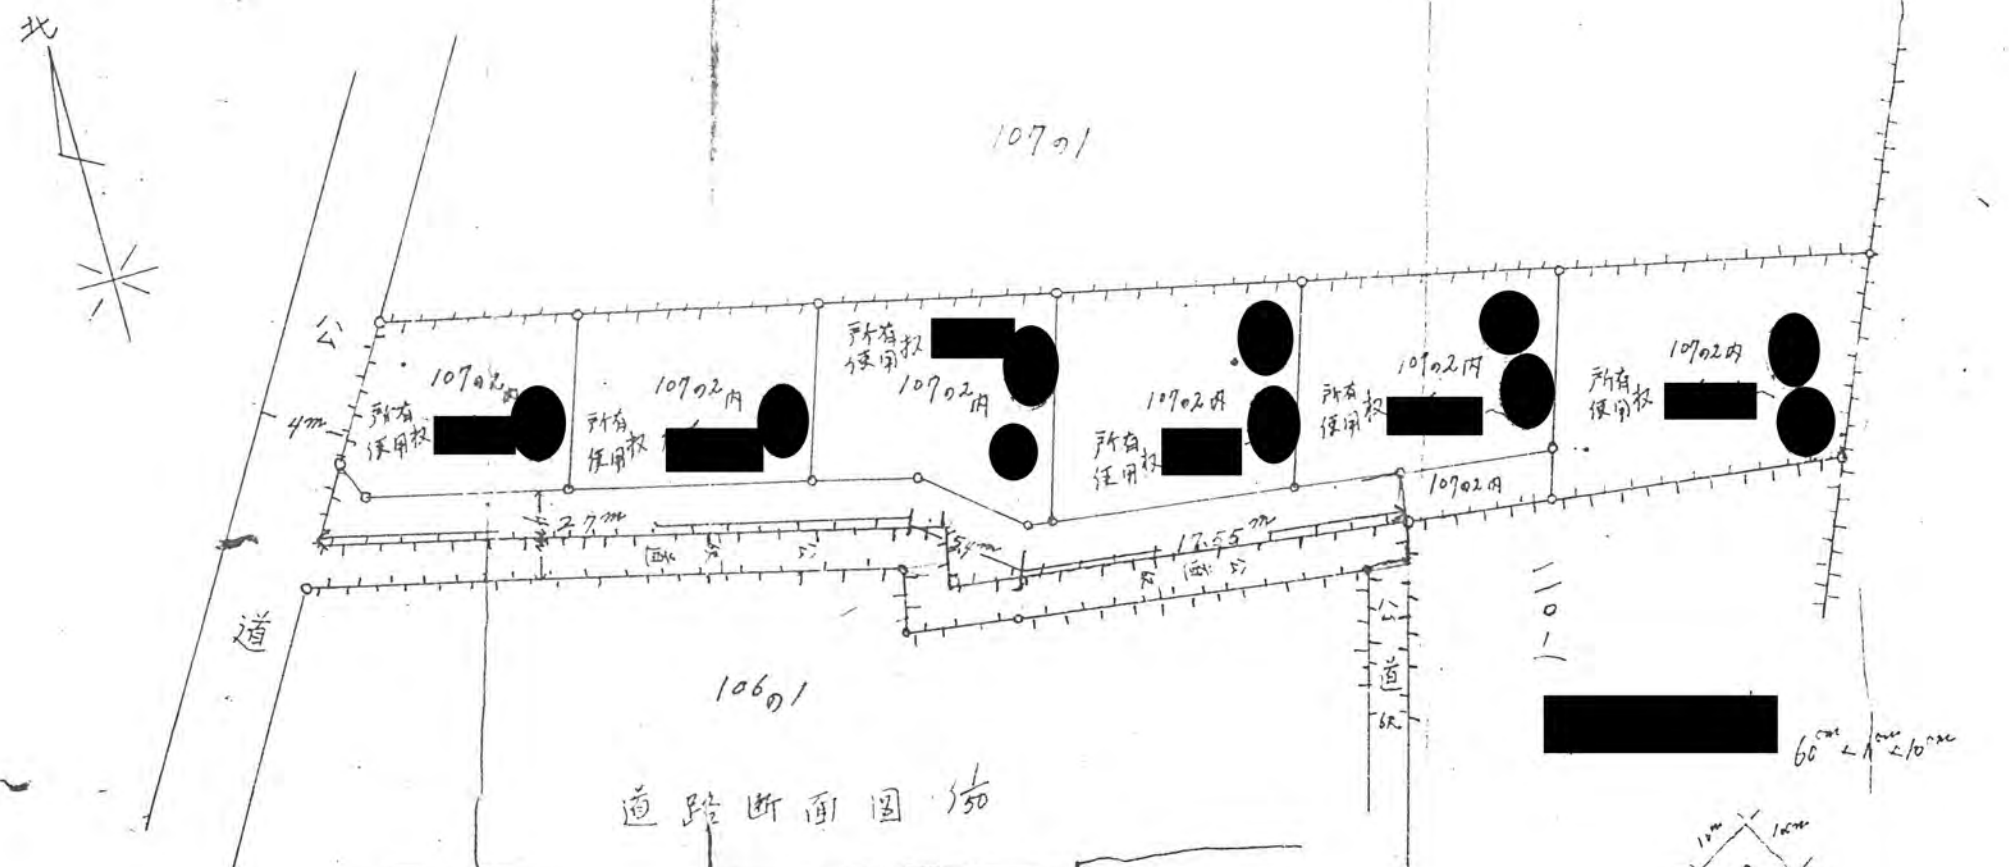 北
107の1
公
道
4m
107の2内
所有
使用权
107の2内
所有
使用权
所有
使用权
107の2内
107の2内
所有
使用权
107の2内
所有
使用权
107の2内
所有
使用权
107の2内
27m
5.4m
17.55m
106の1
公
道
6尺
道路断面図 1/50
10m